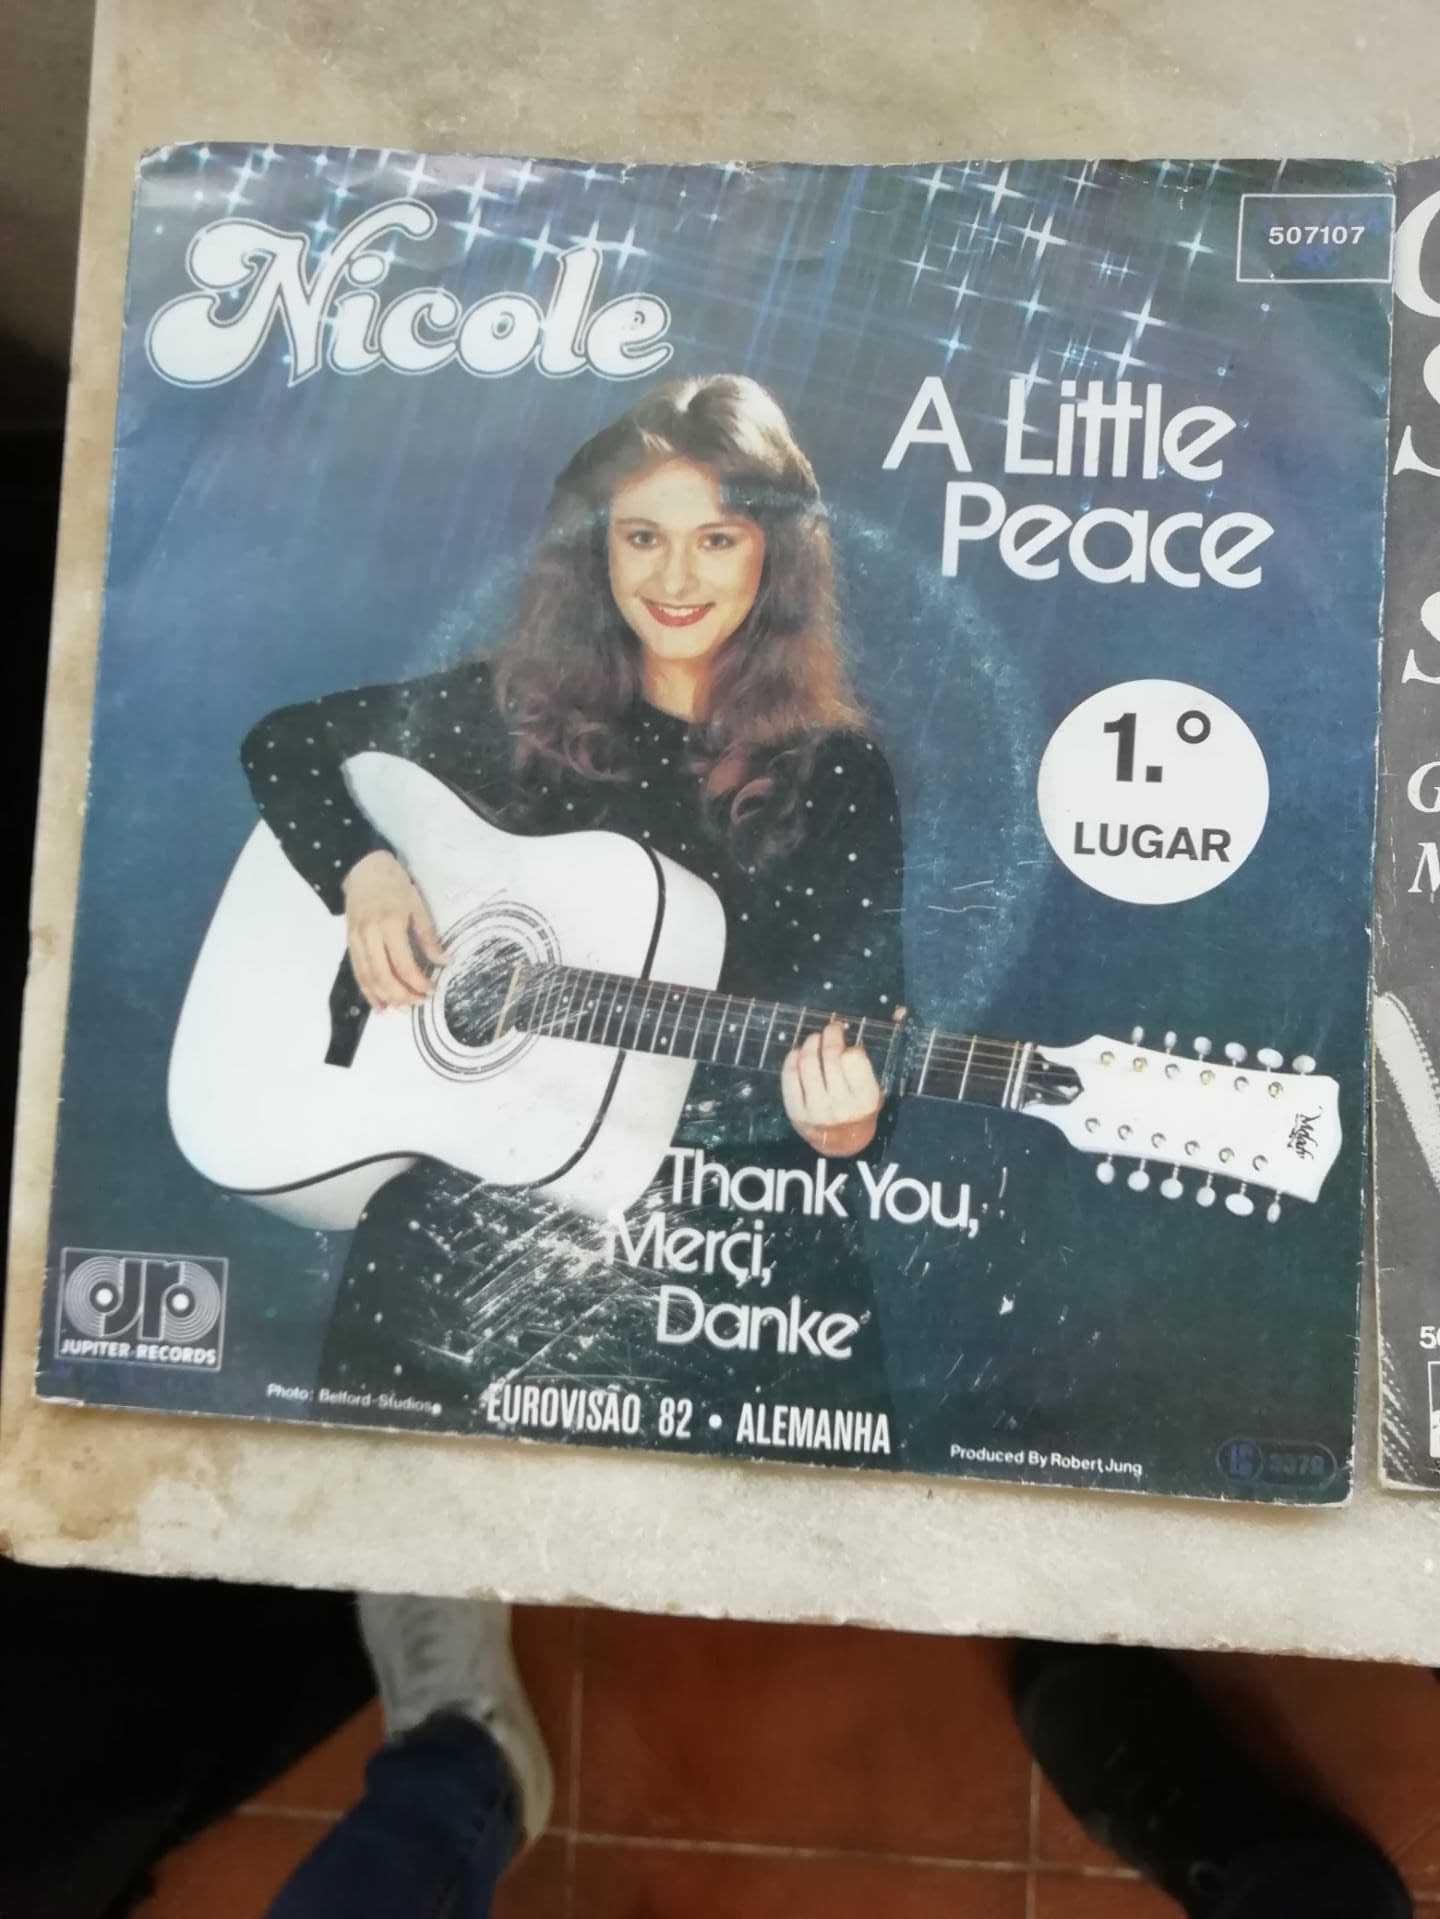 Nicole
507107
A Little
Peace
1.º
LUGAR
Thank You,
Merçi,
Danke
JR
JUPITER RECORDS
Photo: Belford-Studios
EUROVISÃO 82 • ALEMANHA
Produced By Robert Jung